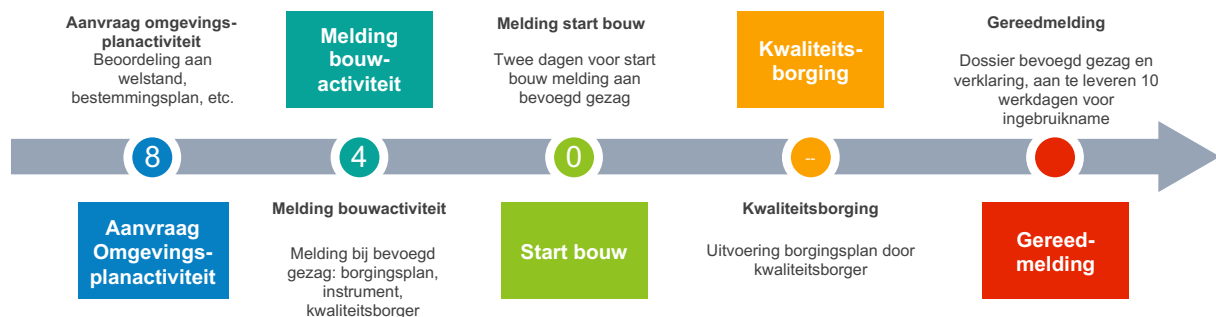 Aanvraag omgevings-
planactiviteit
Beoordeling aan
welstand,
bestemmingsplan, etc.
Melding
bouw-
activiteit
Melding start bouw
Twee dagen voor start
bouw melding aan
bevoegd gezag
Kwaliteits-
borging
Gereedmelding
Dossier bevoegd gezag en
verklaring, aan te leveren 10
werkdagen voor
ingebruikname
8
4
0
--
Aanvraag
Omgevings-
planactiviteit
Melding bouwactiviteit
Melding bij bevoegd
gezag: borgingsplan,
instrument,
kwaliteitsborger
Start bouw
Kwaliteitsborging
Uitvoering borgingsplan door
kwaliteitsborger
Gereed-
melding